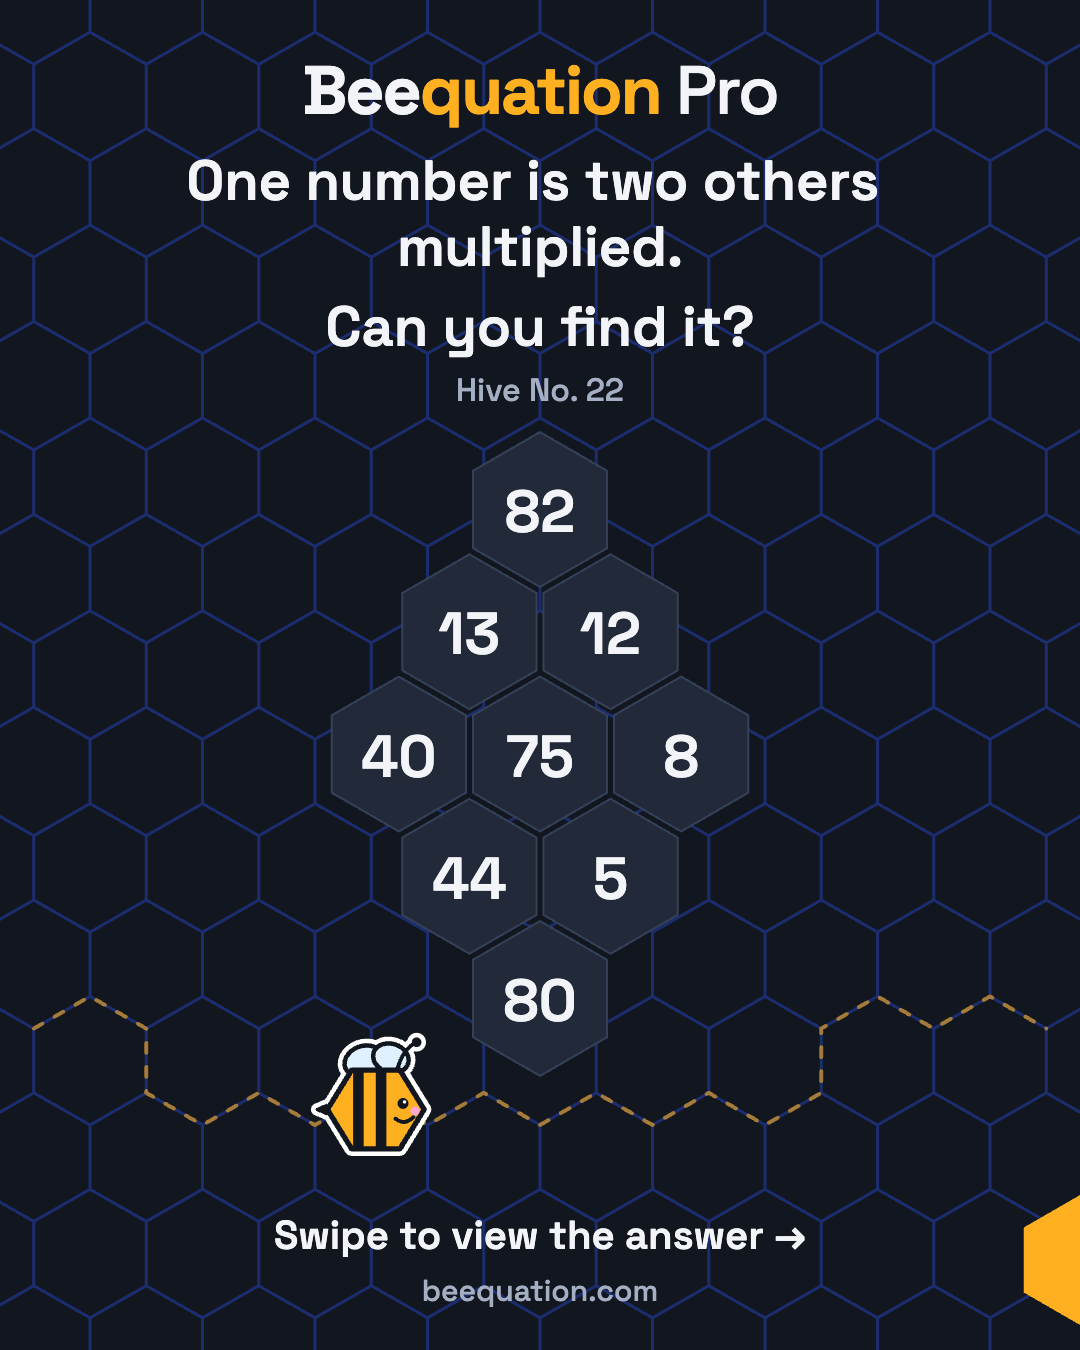 Beequation Pro
One number is two others
multiplied.
Can you find it?
Hive No. 22
82
13 12
40 75 8
44 5
80
Swipe to view the answer →
beequation.com